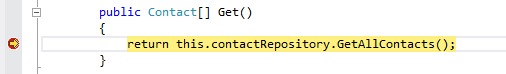 public Contact[] Get()
{
return this.contactRepository.GetAllContacts();
}